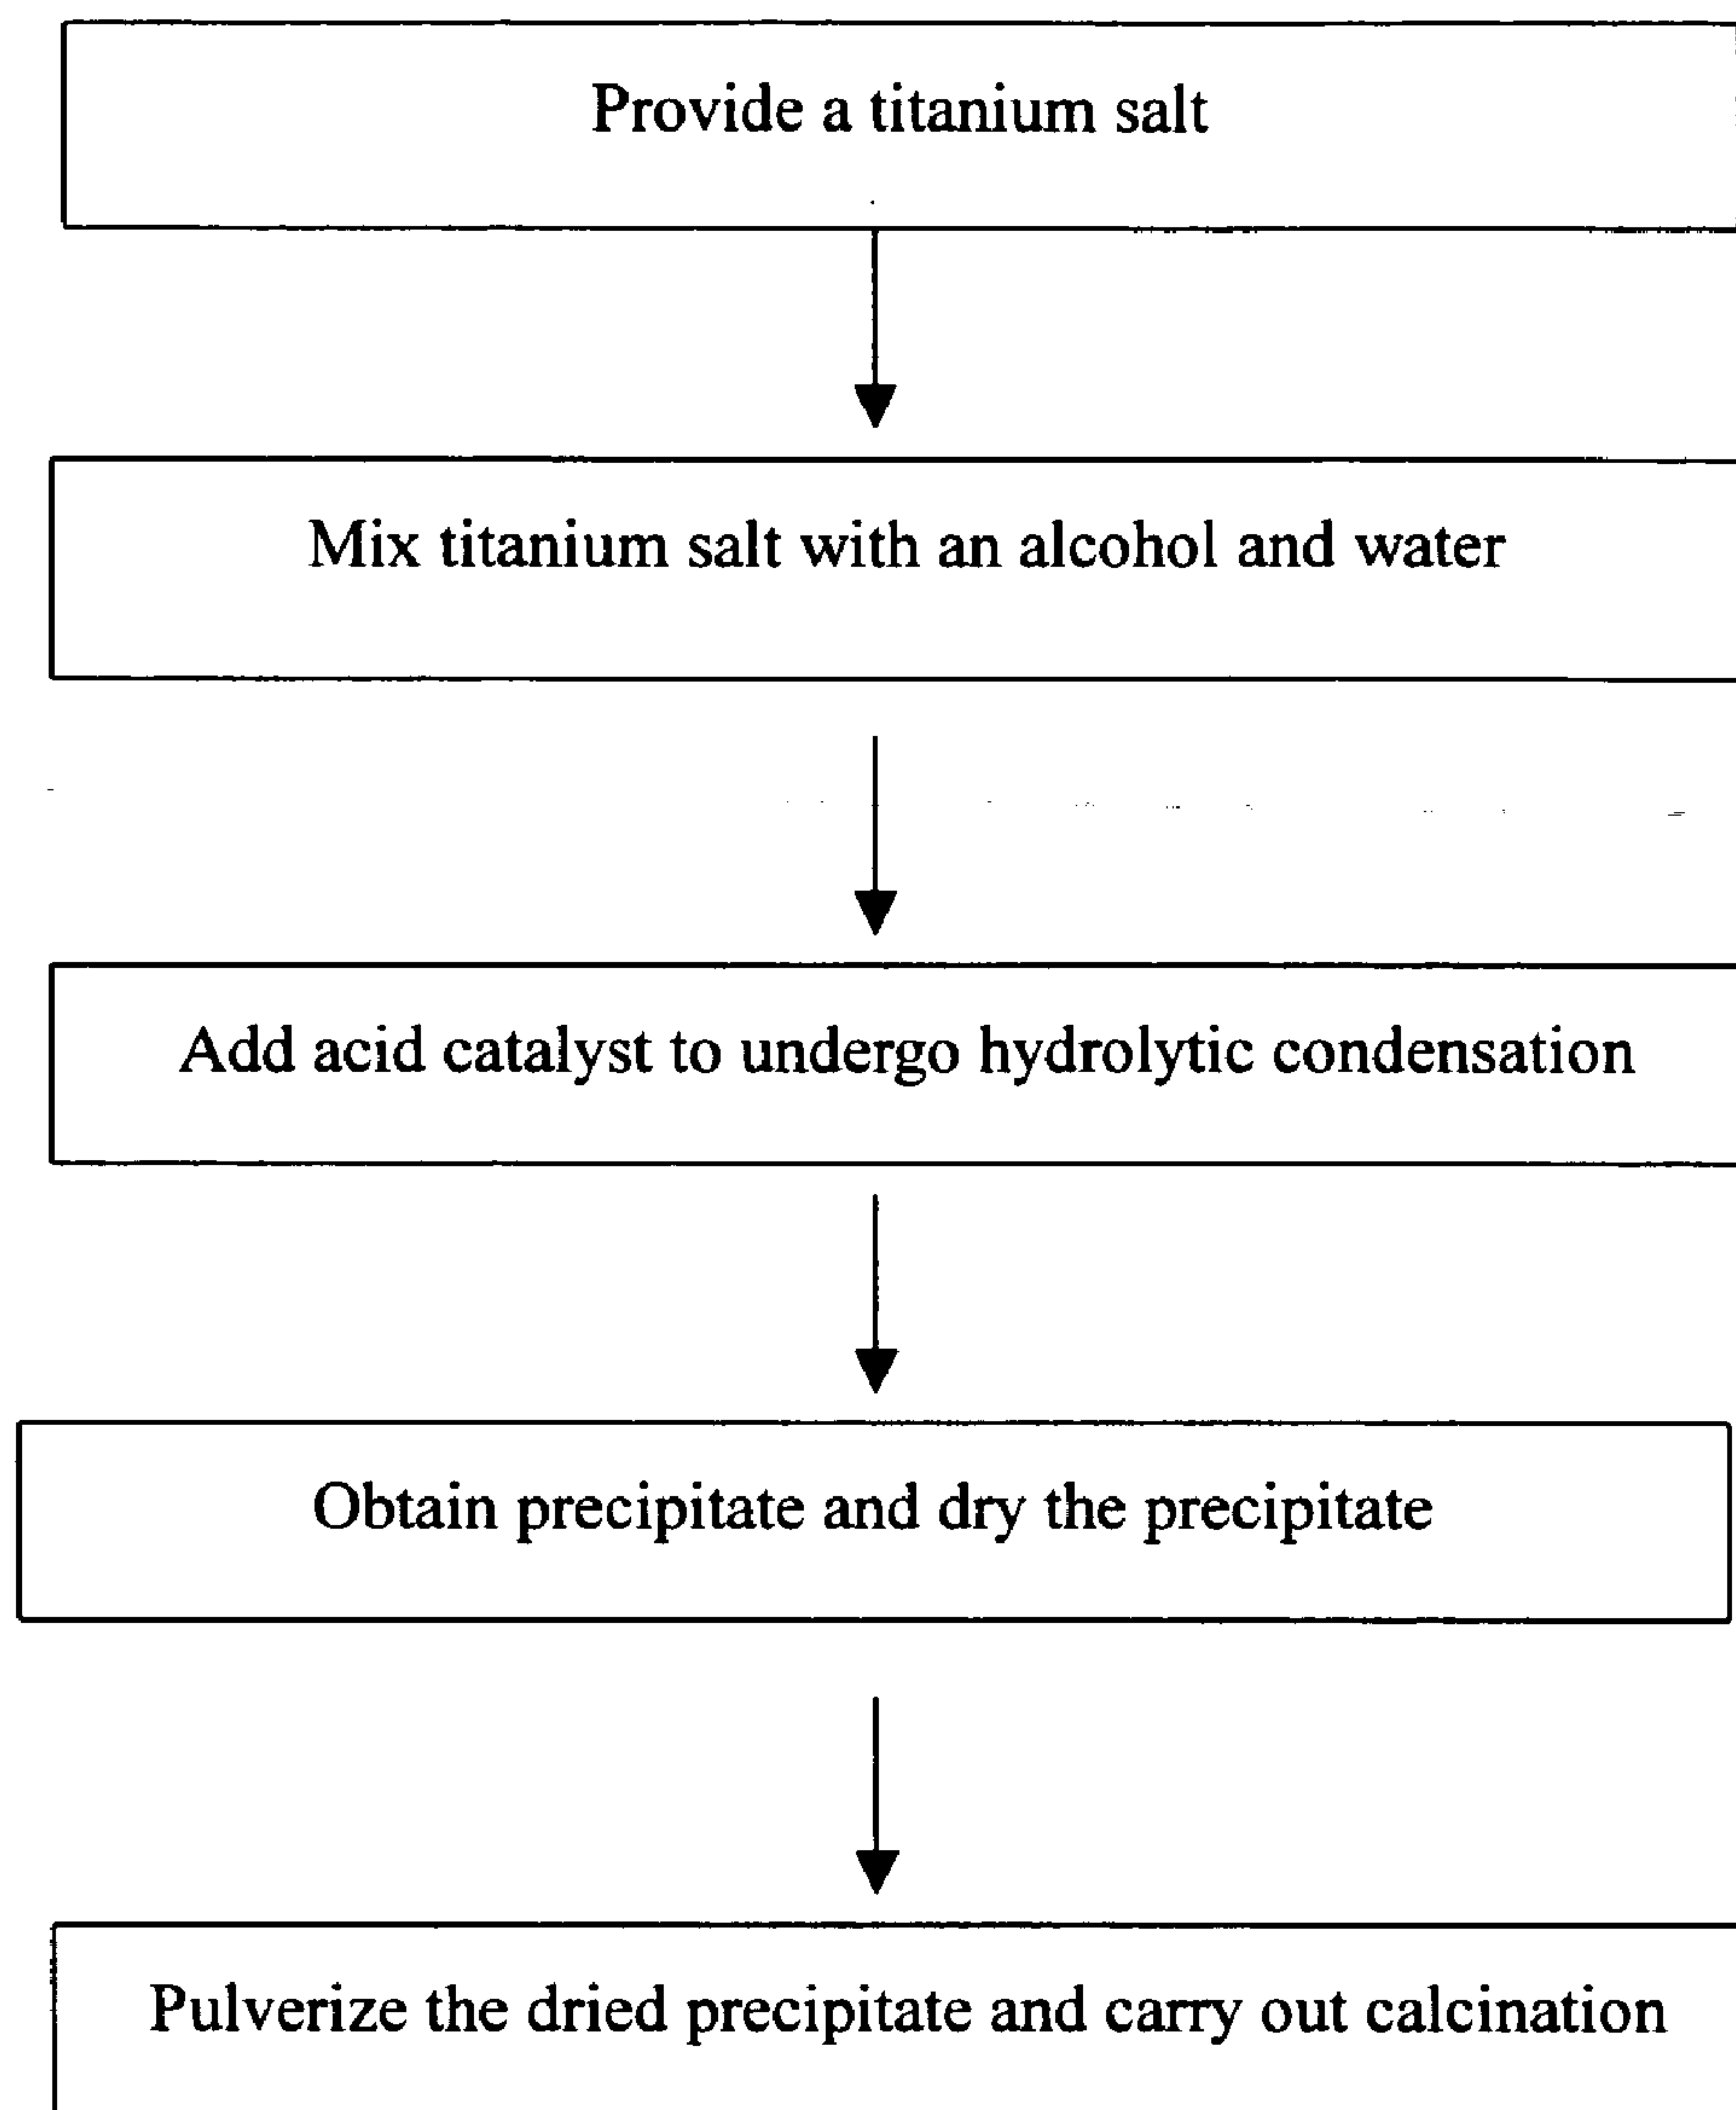 Provide a titanium salt
Mix titanium salt with an alcohol and water
Add acid catalyst to undergo hydrolytic condensation
Obtain precipitate and dry the precipitate
Pulverize the dried precipitate and carry out calcination